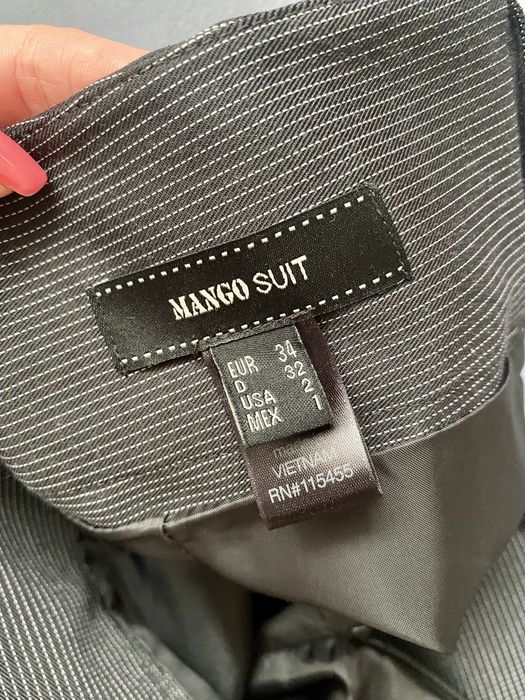 MANGO SUIT
EUR 34
D 32
USA 2
MEX 1
VIETNAM
RN#115455